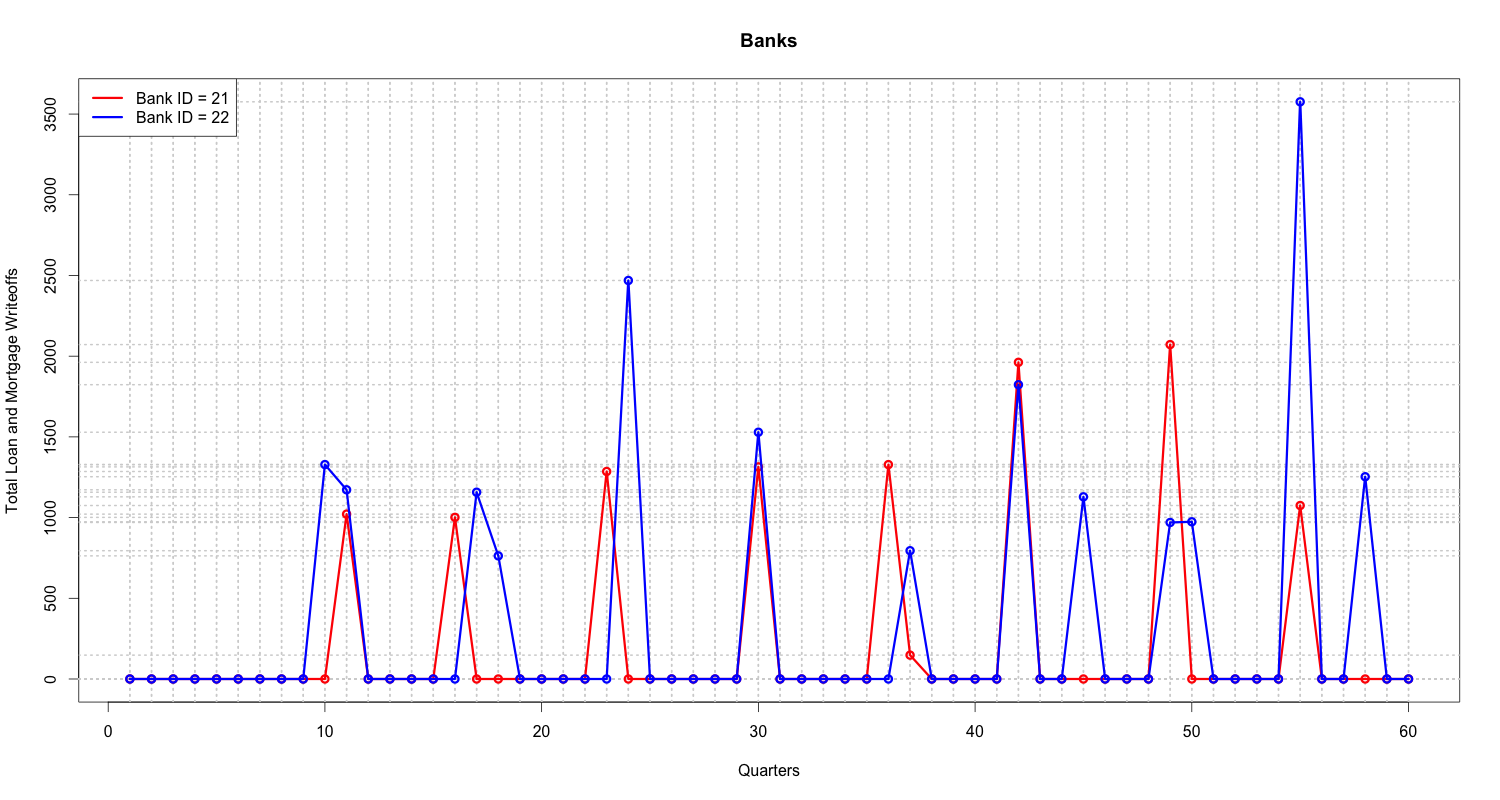 Banks
Bank ID = 21
Bank ID = 22
Total Loan and Mortgage Writeoffs
3500
3000
2500
2000
1500
1000
500
0
0 10 20 30 40 50 60
Quarters